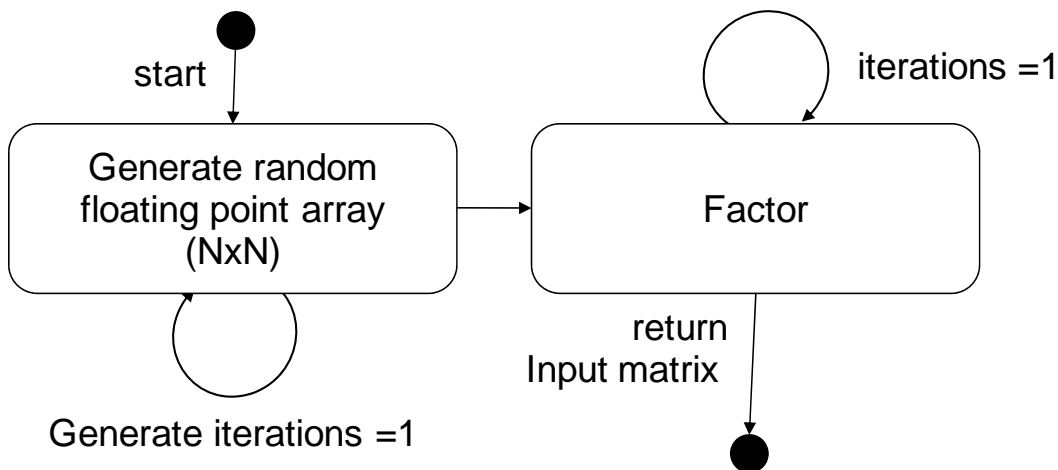 start
Generate random
floating point array
(NxN)
Generate iterations =1
iterations =1
Factor
return
Input matrix